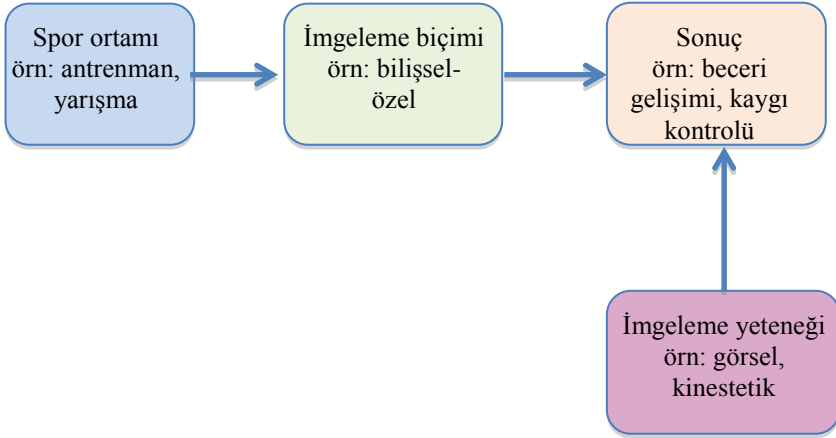 Spor ortamı
örn: antrenman,
yarışma
İmgeleme biçimi
örn: bilişsel-
özel
Sonuç
örn: beceri
gelişimi, kaygı
kontrolü
İmgeleme yeteneği
örn: görsel,
kinestetik